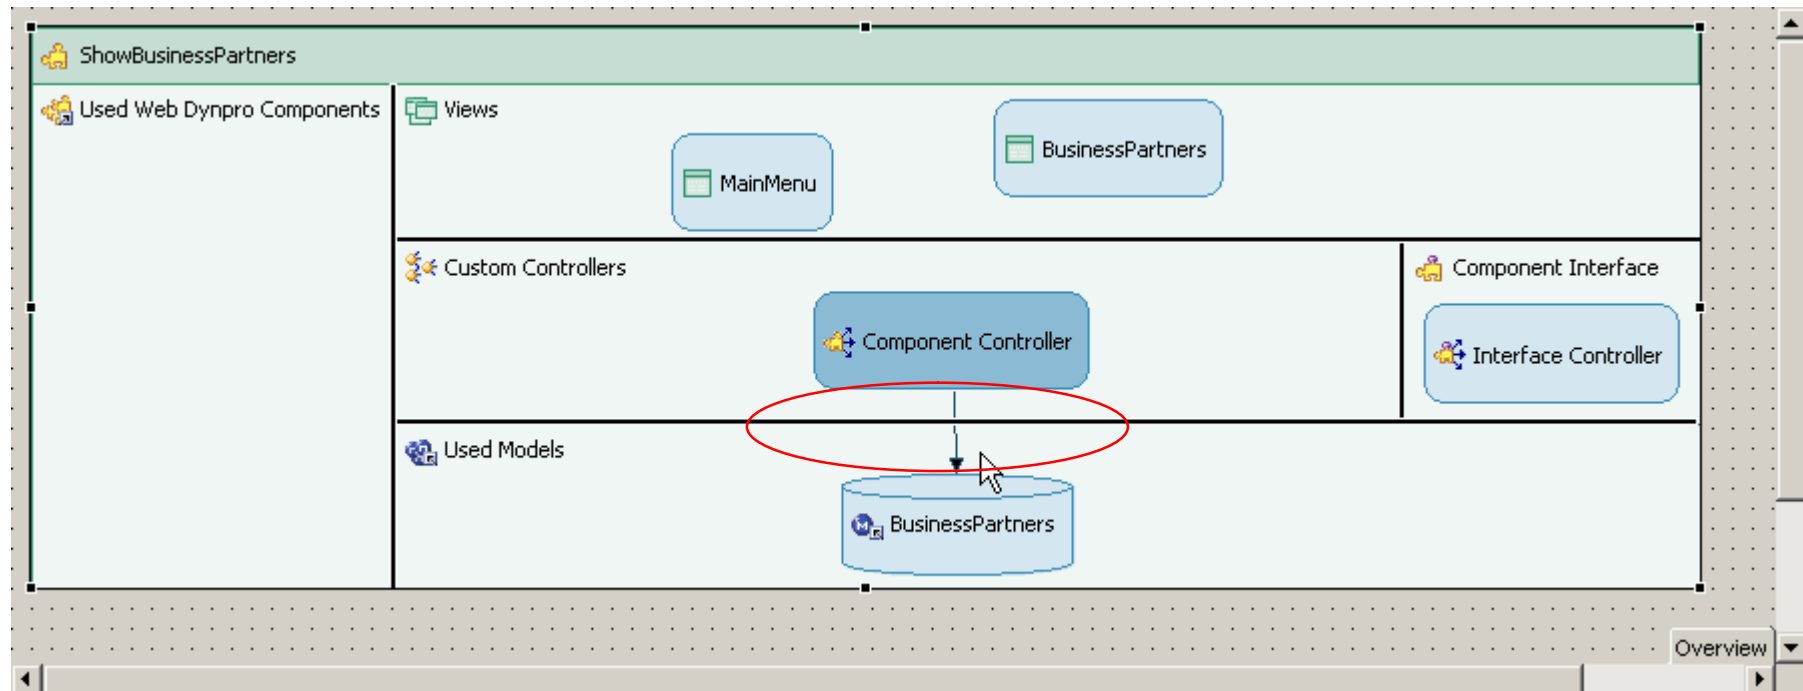 ShowBusinessPartners
Used Web Dynpro Components
Views
MainMenu
BusinessPartners
Custom Controllers
Component Controller
Component Interface
Interface Controller
Used Models
BusinessPartners
Overview